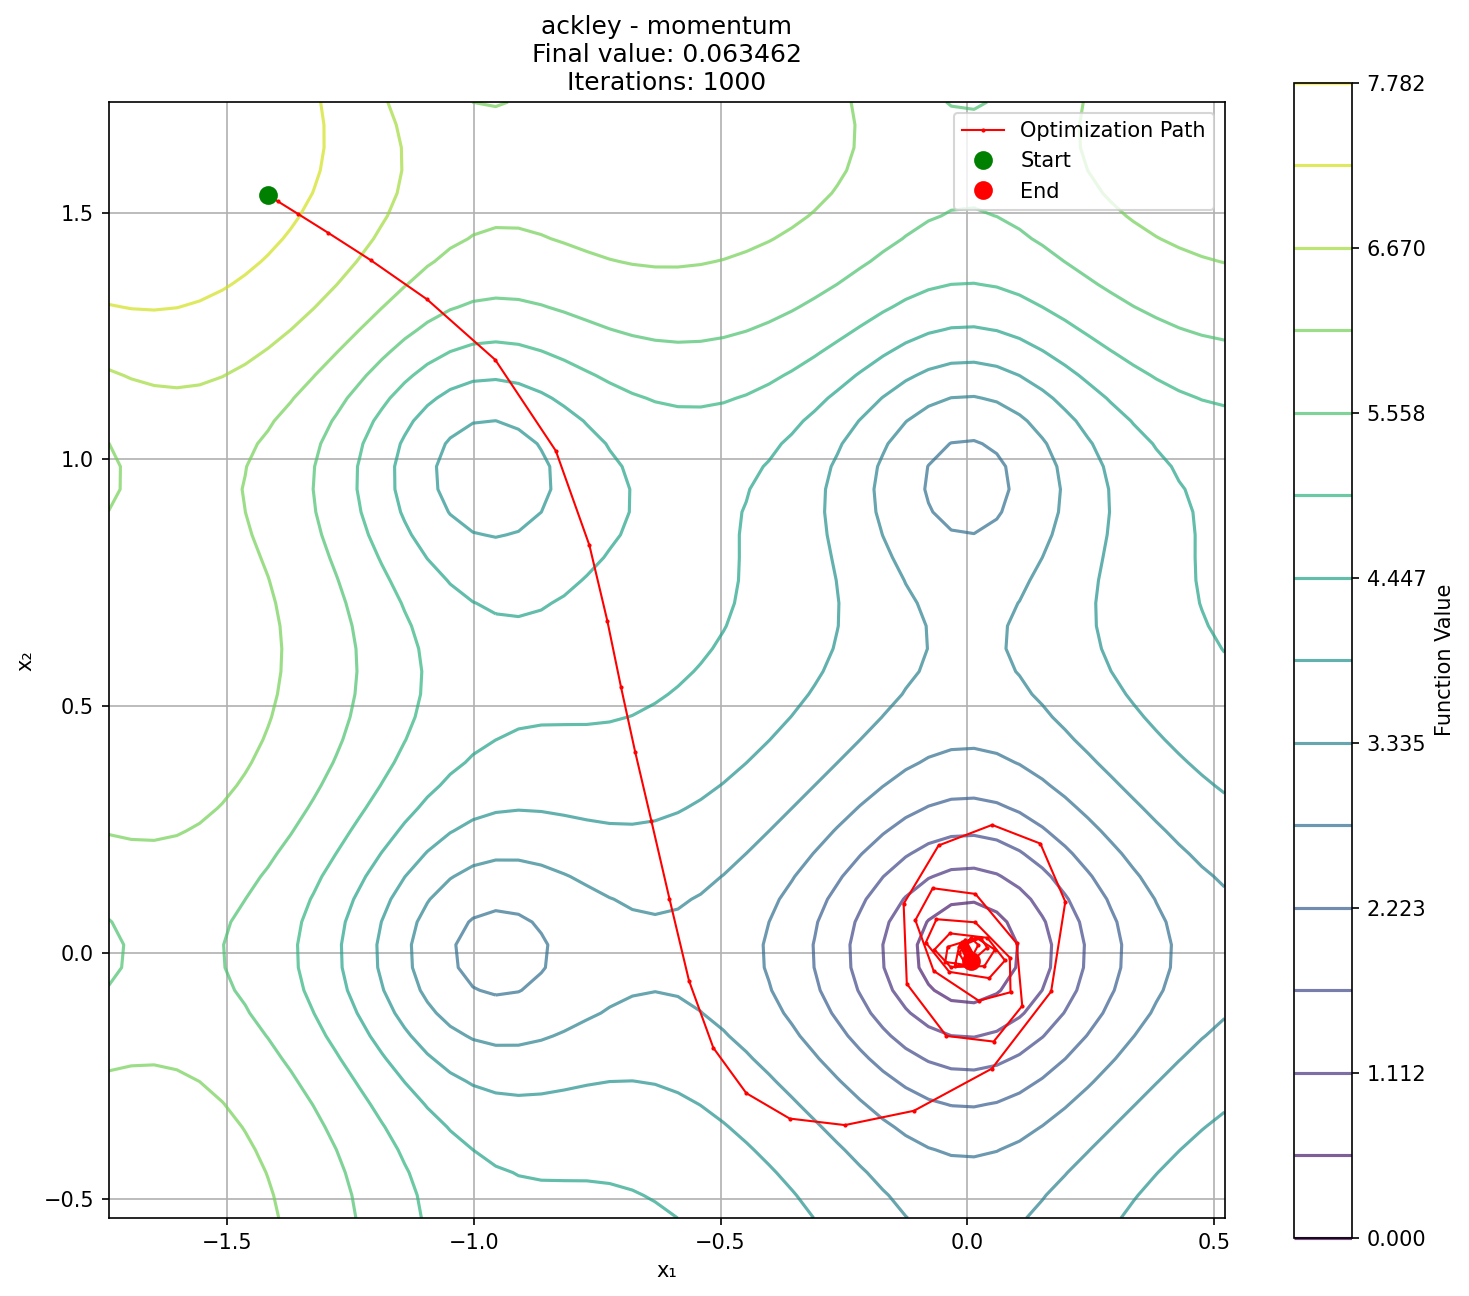 ackley - momentum
Final value: 0.063462
Iterations: 1000
Optimization Path
Start
End
x₂
1.5
1.0
0.5
0.0
−0.5
−1.5
−1.0
−0.5
0.0
0.5
x₁
7.782
6.670
5.558
4.447
3.335
2.223
1.112
0.000
Function Value